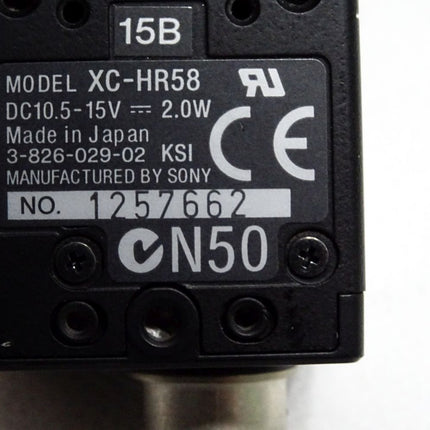 15B
MODEL XC-HR58
DC10.5-15V ⎓ 2.0W
Made in Japan
3-826-029-02 KSI
MANUFACTURED BY SONY
CE
NO. 1257662
N50